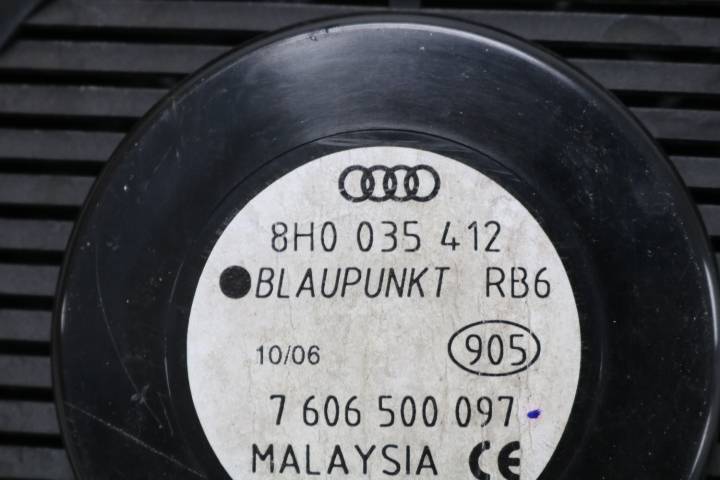 8H0 035 412
BLAUPUNKT RB6
10/06 905
7 606 500 097
MALAYSIA CE